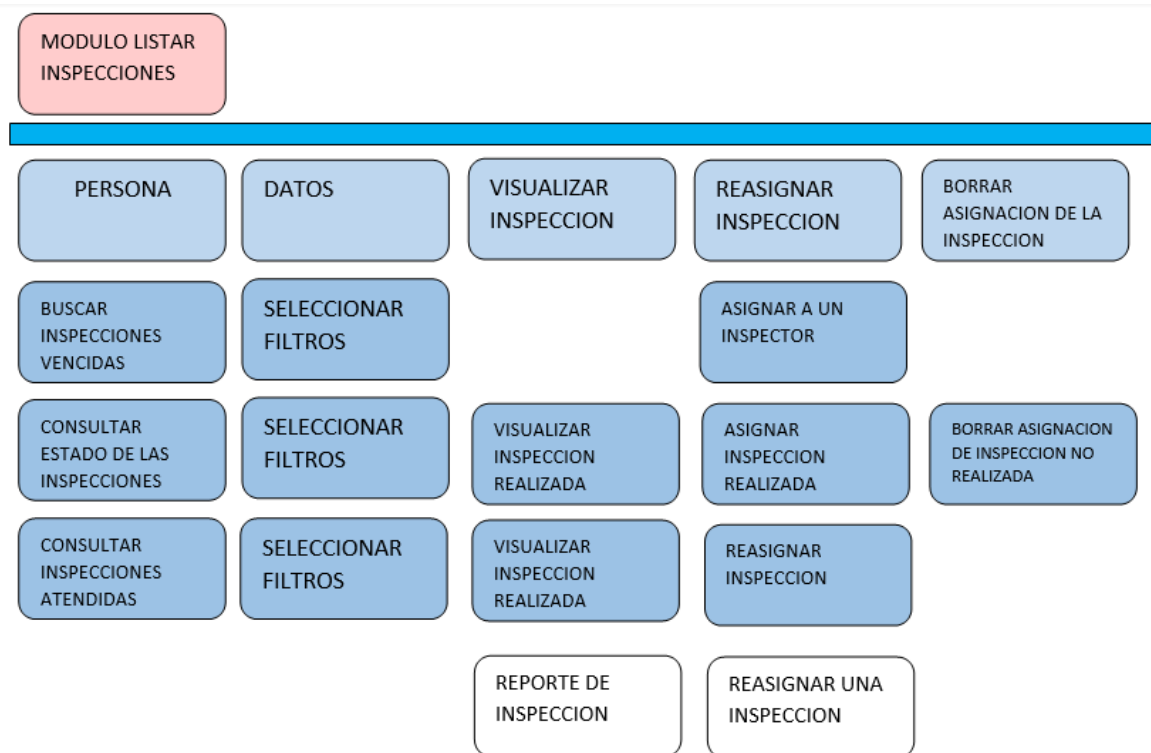 MODULO LISTAR
INSPECCIONES
PERSONA
DATOS
VISUALIZAR
INSPECCION
REASIGNAR
INSPECCION
BORRAR
ASIGNACION DE LA
INSPECCION
BUSCAR
INSPECCIONES
VENCIDAS
SELECCIONAR
FILTROS
ASIGNAR A UN
INSPECTOR
CONSULTAR
ESTADO DE LAS
INSPECCIONES
SELECCIONAR
FILTROS
VISUALIZAR
INSPECCION
REALIZADA
ASIGNAR
INSPECCION
REALIZADA
BORRAR ASIGNACION
DE INSPECCION NO
REALIZADA
CONSULTAR
INSPECCIONES
ATENDIDAS
SELECCIONAR
FILTROS
VISUALIZAR
INSPECCION
REALIZADA
REASIGNAR
INSPECCION
REPORTE DE
INSPECCION
REASIGNAR UNA
INSPECCION